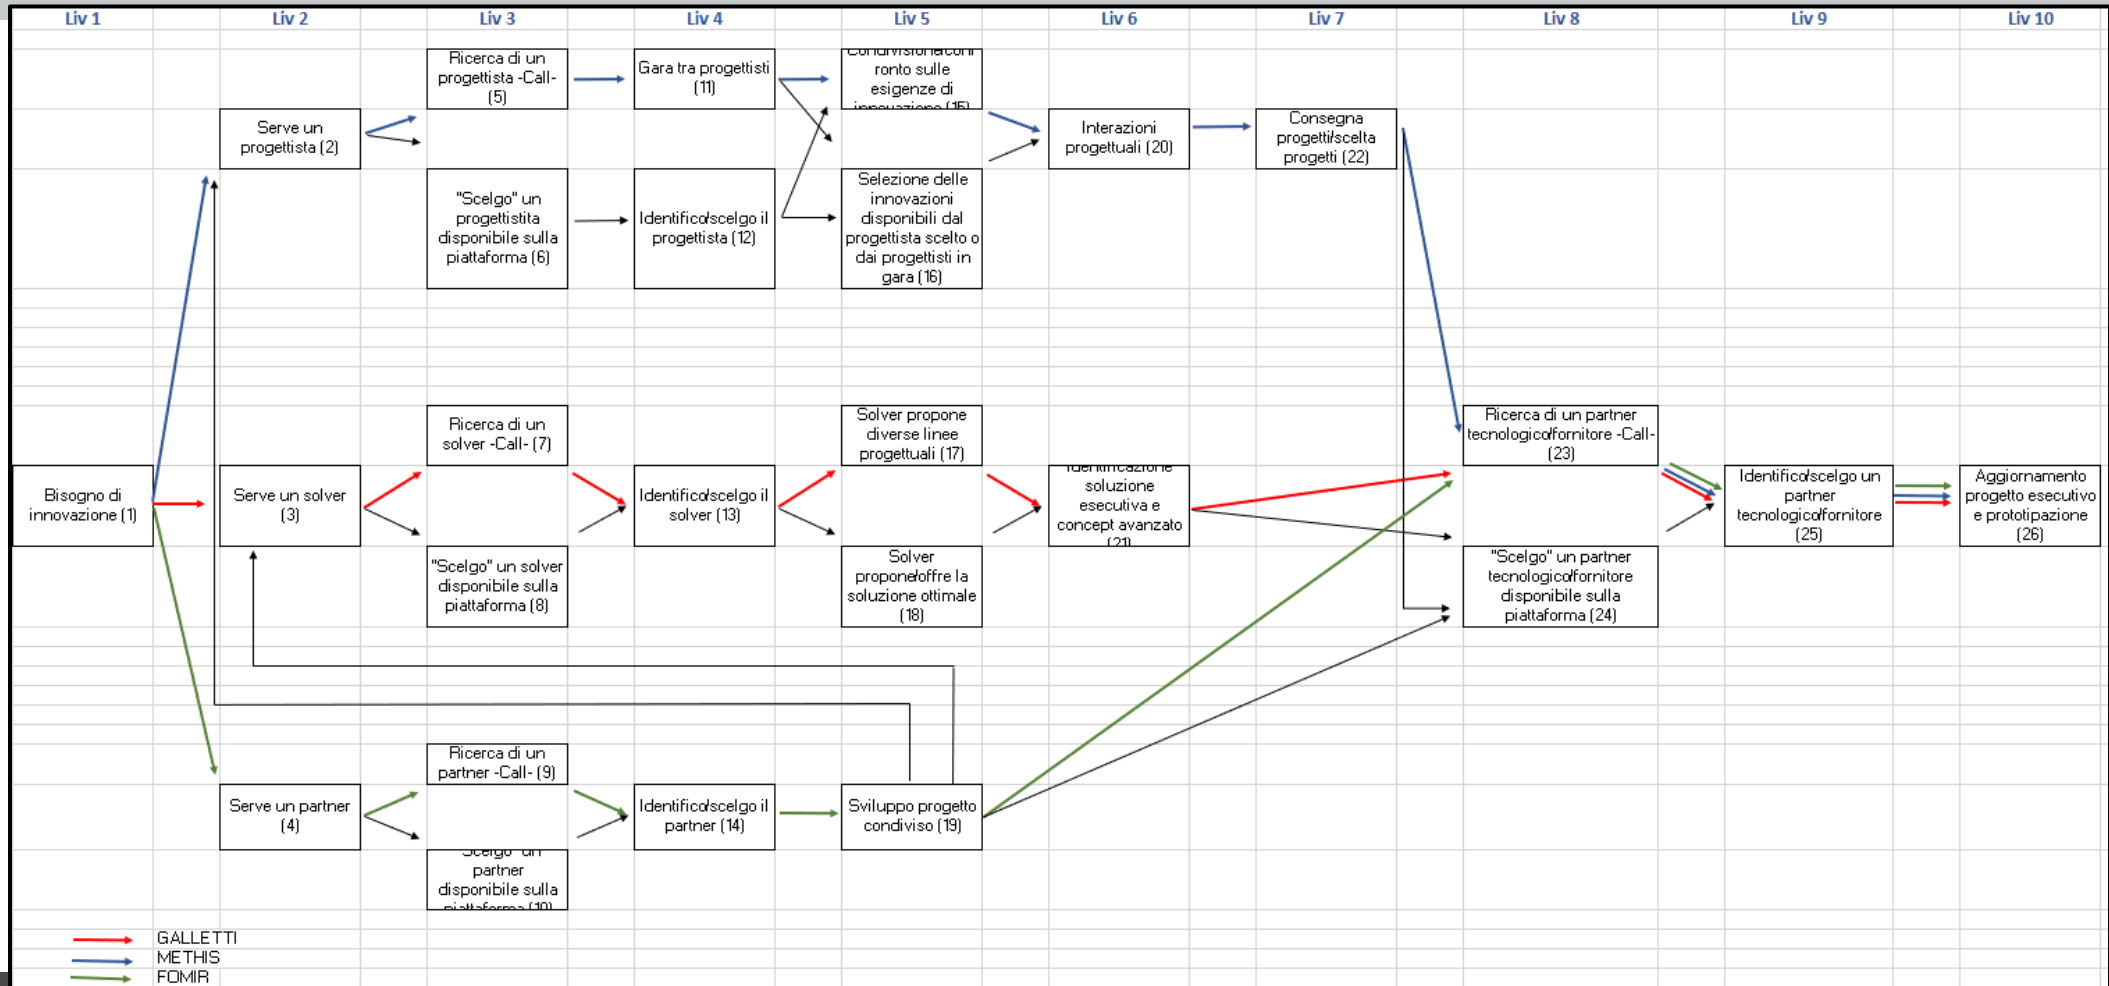 Liv 1
Liv 2
Liv 3
Liv 4
Liv 5
Liv 6
Liv 7
Liv 8
Liv 9
Liv 10
Ricerca di un
progettista -Call-
(5)
Gara tra progettisti
(11)
ronto sulle
esigenze di
innovazione (15)
Serve un
progettista (2)
Interazioni
progettuali (20)
Consegna
progetti/scelta
progetti (22)
"Scelgo" un
progettistita
disponibile sulla
piattaforma (6)
Identifico/scelgo il
progettista (12)
Selezione delle
innovazioni
disponibili dal
progettista scelto o
dai progettisti in
gara (16)
Ricerca di un
solver -Call- (7)
Solver propone
diverse linee
progettuali (17)
Ricerca di un partner
tecnologico/fornitore -Call-
(23)
Bisogno di
innovazione (1)
Serve un solver
(3)
Identifico/scelgo il
solver (13)
Identificazione
soluzione
esecutiva e
concept avanzato
(21)
Identifico/scelgo un
partner
tecnologico/fornitore
(25)
Aggiornamento
progetto esecutivo
e prototipazione
(26)
"Scelgo" un solver
disponibile sulla
piattaforma (8)
Solver
propone/offre la
soluzione ottimale
(18)
"Scelgo" un partner
tecnologico/fornitore
disponibile sulla
piattaforma (24)
Ricerca di un
partner -Call- (9)
Serve un partner
(4)
Identifico/scelgo il
partner (14)
Sviluppo progetto
condiviso (19)
"Scelgo" un
partner
disponibile sulla
piattaforma (10)
GALLETTI
METHIS
FOMIR